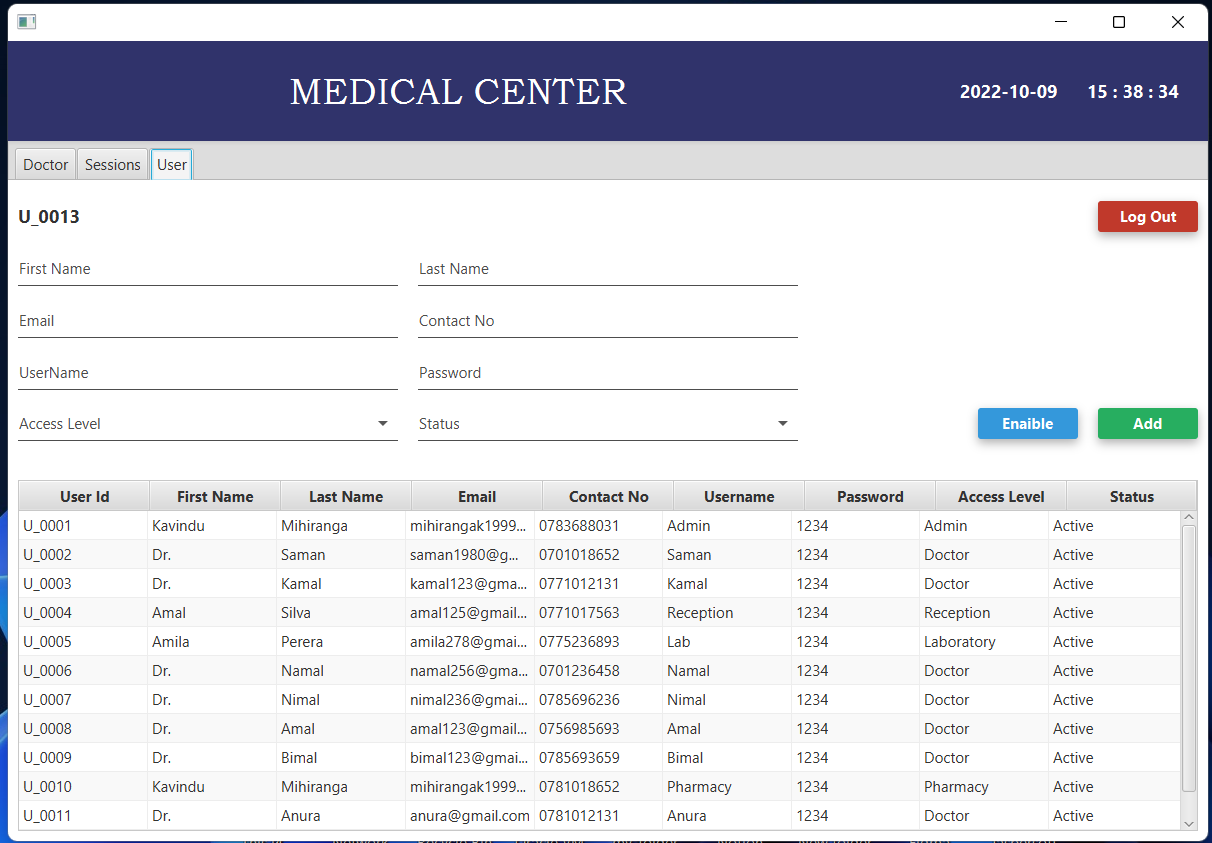 MEDICAL CENTER 2022-10-09 15 : 38 : 34
Doctor Sessions User
U_0013 Log Out
First Name Last Name
Email Contact No
UserName Password
Access Level Status Enaible Add
User Id First Name Last Name Email Contact No Username Password Access Level Status
U_0001 Kavindu Mihiranga mihirangak1999... 0783688031 Admin 1234 Admin Active
U_0002 Dr. Saman saman1980@g... 0701018652 Saman 1234 Doctor Active
U_0003 Dr. Kamal kamal123@gma... 0771012131 Kamal 1234 Doctor Active
U_0004 Amal Silva amal125@gmail... 0771017563 Reception 1234 Reception Active
U_0005 Amila Perera amila278@gmai... 0775236893 Lab 1234 Laboratory Active
U_0006 Dr. Namal namal256@gma... 0701236458 Namal 1234 Doctor Active
U_0007 Dr. Nimal nimal236@gmai... 0785696236 Nimal 1234 Doctor Active
U_0008 Dr. Amal amal123@gmail... 0756985693 Amal 1234 Doctor Active
U_0009 Dr. Bimal bimal123@gmai... 0785693659 Bimal 1234 Doctor Active
U_0010 Kavindu Mihiranga mihirangak1999... 0781018652 Pharmacy 1234 Pharmacy Active
U_0011 Dr. Anura anura@gmail.com 0781012131 Anura 1234 Doctor Active